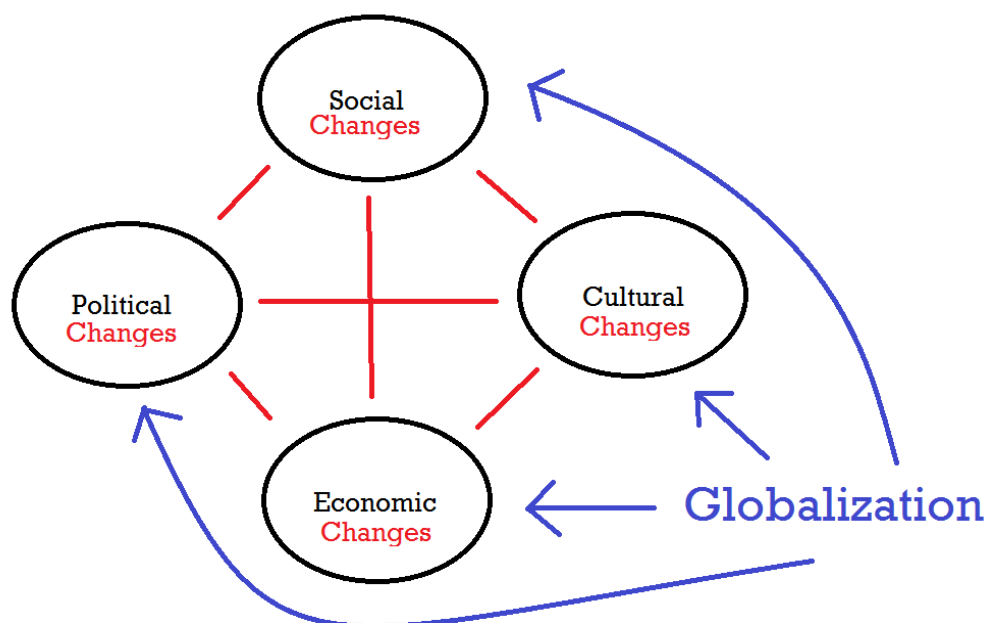 Social
Changes
Political
Changes
Cultural
Changes
Economic
Changes
Globalization